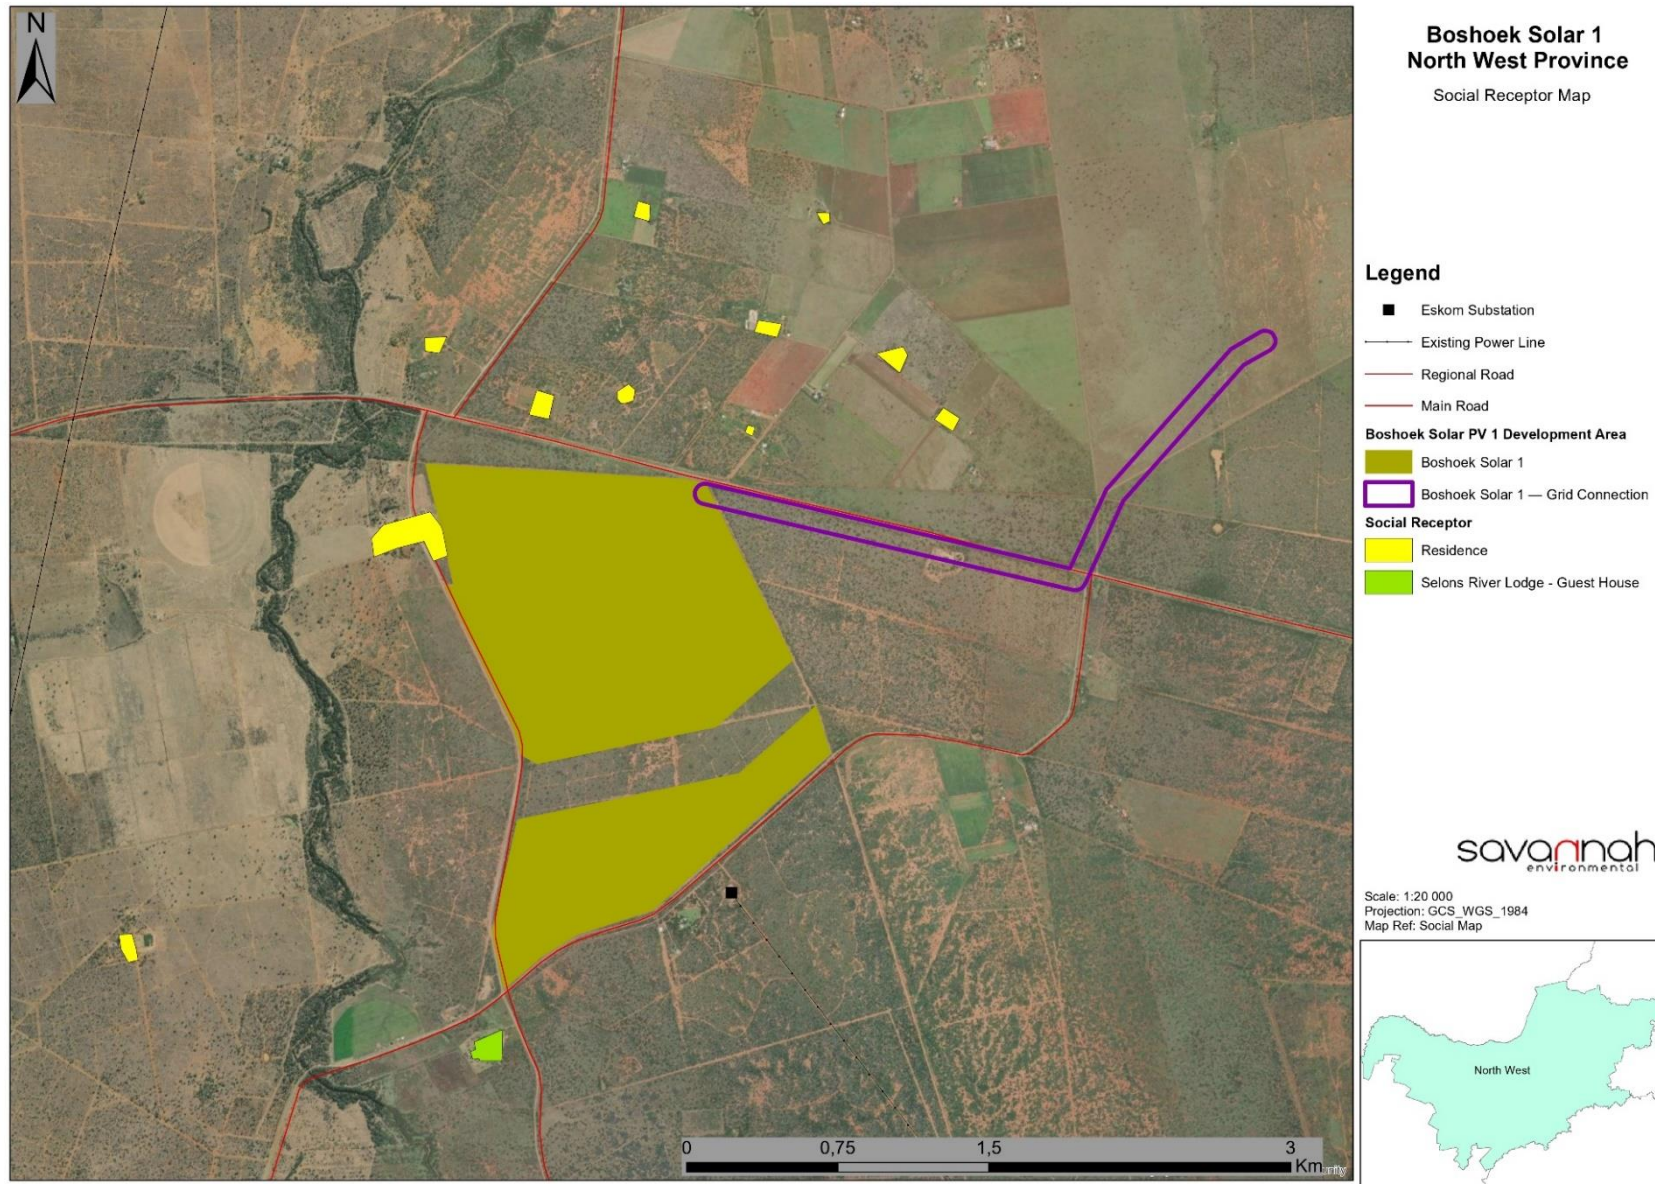 N
Boshoek Solar 1
North West Province
Social Receptor Map
Legend
Eskom Substation
Existing Power Line
Regional Road
Main Road
Boshoek Solar PV 1 Development Area
Boshoek Solar 1
Boshoek Solar 1 — Grid Connection
Social Receptor
Residence
Selons River Lodge - Guest House
savannah
environmental
Scale: 1:20 000
Projection: GCS_WGS_1984
Map Ref: Social Map
North West
0 0,75 1,5 3
Km